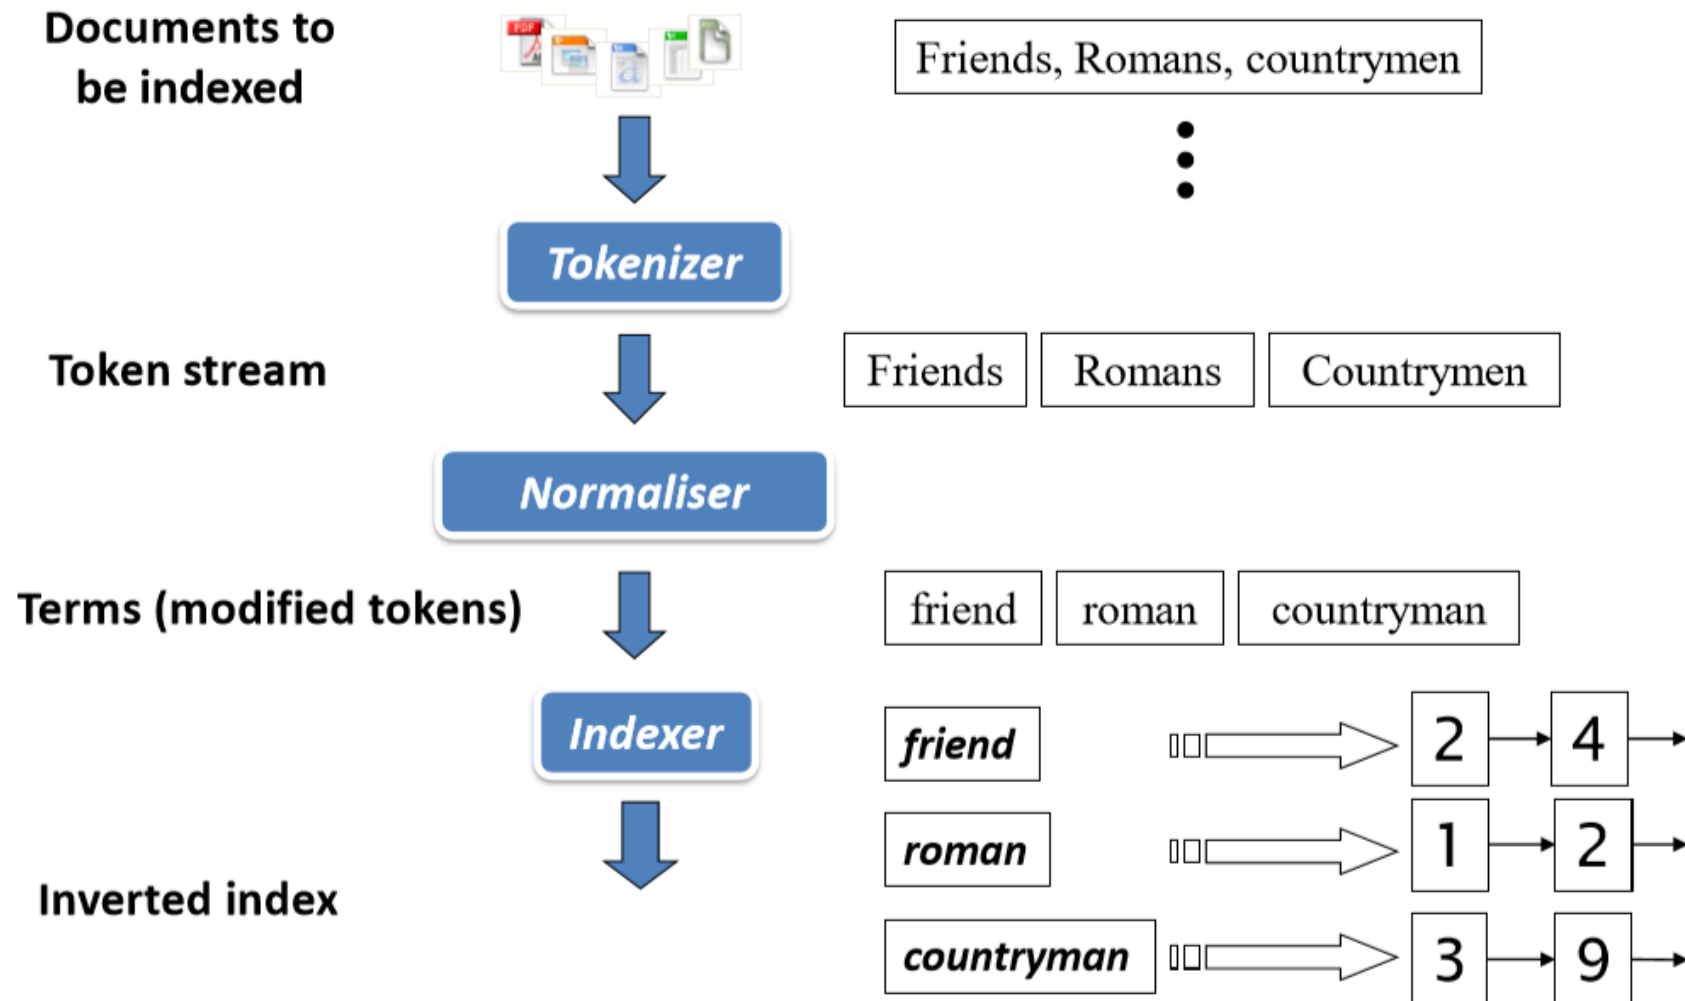 Documents to
be indexed
PDF
Friends, Romans, countrymen
Tokenizer
Token stream
Friends
Romans
Countrymen
Normaliser
Terms (modified tokens)
friend
roman
countryman
Indexer
friend
2
4
roman
1
2
Inverted index
countryman
3
9